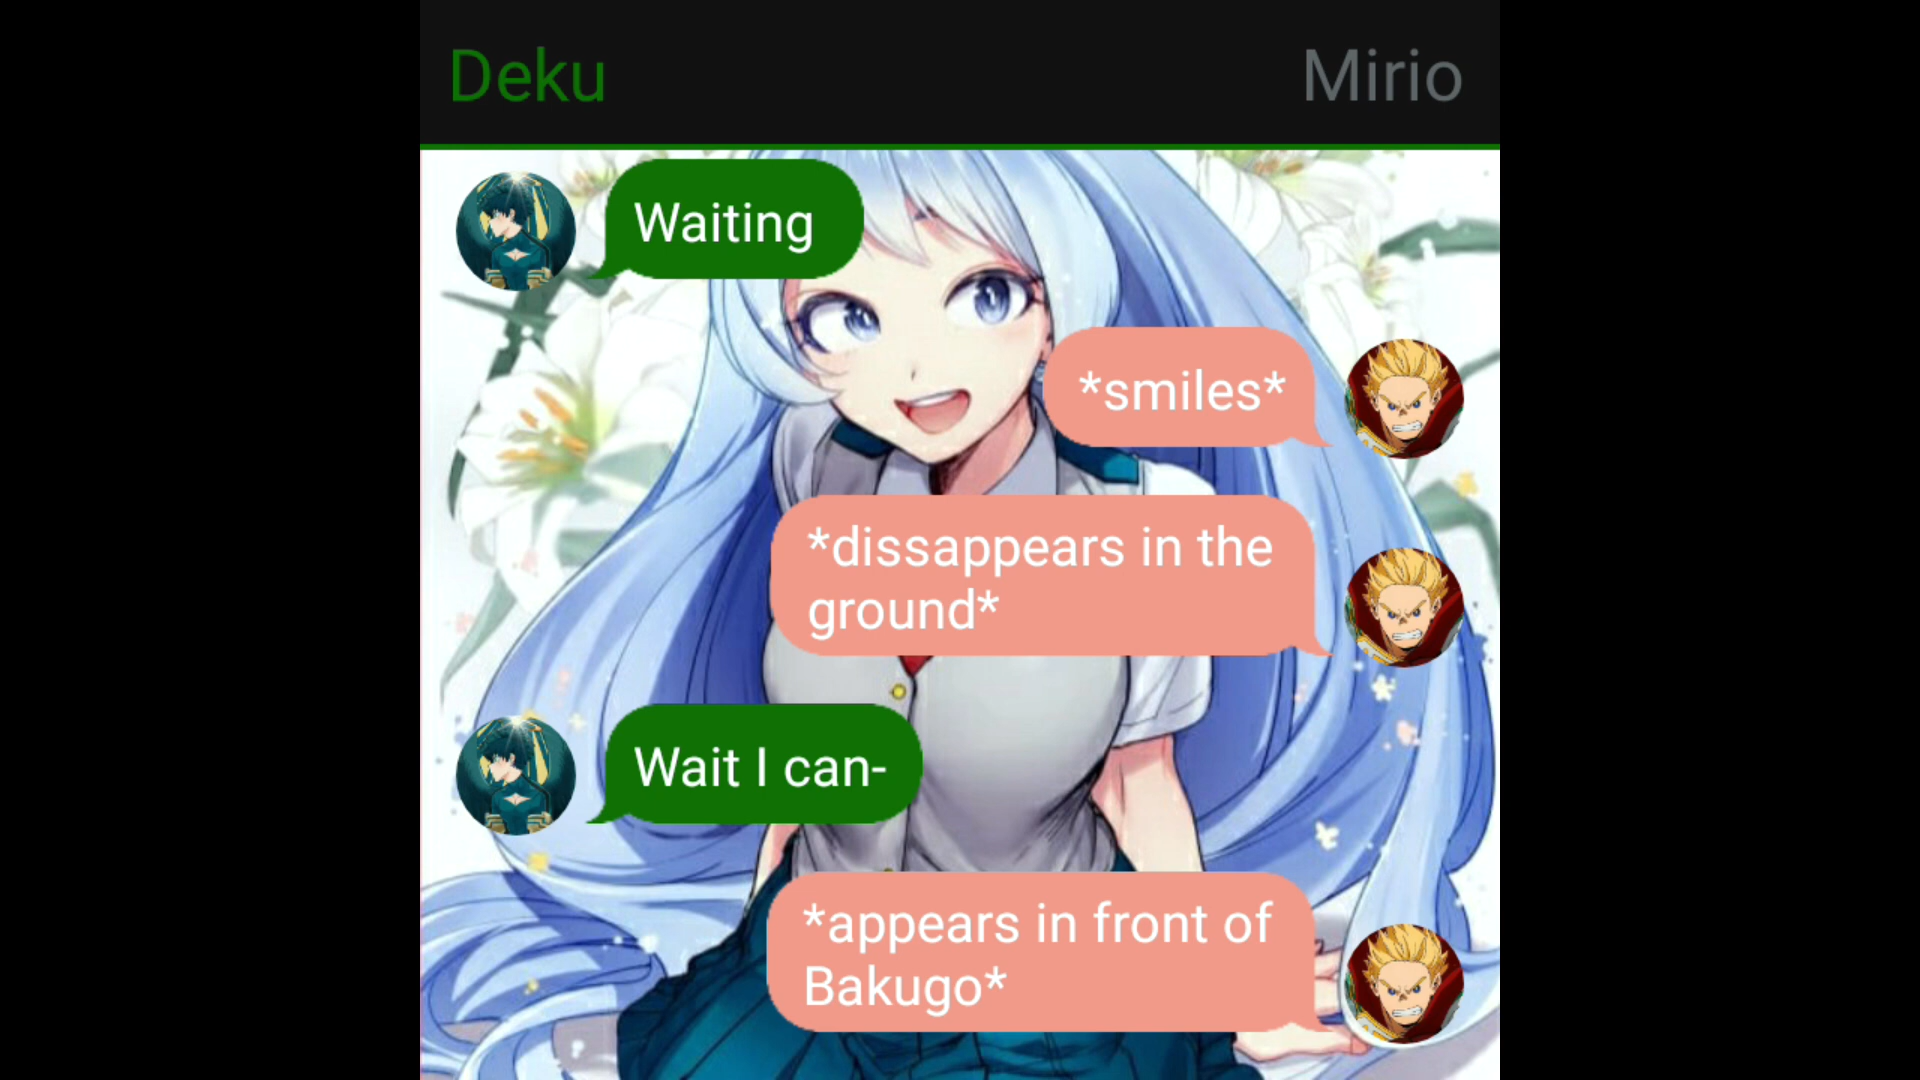 Deku
Mirio
Waiting
*smiles*
*dissappears in the
ground*
Wait I can-
*appears in front of
Bakugo*